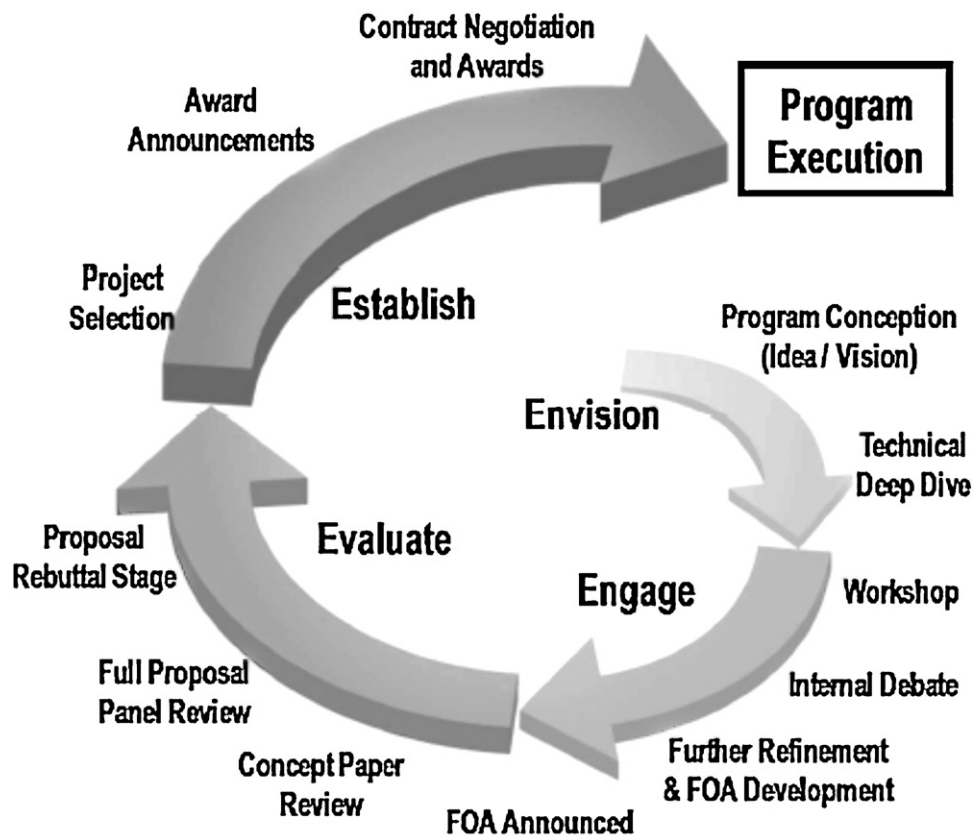 Contract Negotiation
and Awards
Program
Execution
Award
Announcements
Project
Selection
Establish
Program Conception
(Idea / Vision)
Envision
Technical
Deep Dive
Evaluate
Proposal
Rebuttal Stage
Engage
Workshop
Internal Debate
Full Proposal
Panel Review
Further Refinement
& FOA Development
Concept Paper
Review
FOA Announced